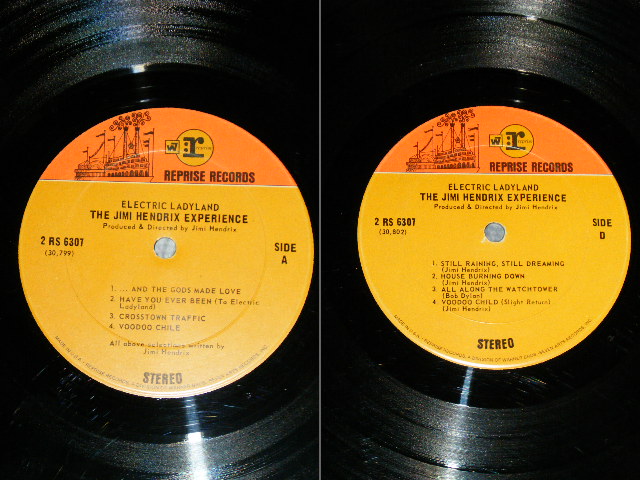 W
r
REPRISE RECORDS
ELECTRIC LADYLAND
THE JIMI HENDRIX EXPERIENCE
Produced & Directed by Jimi Hendrix
2 RS 6307
(30,799)
SIDE
A
1. ... AND THE GODS MADE LOVE
2. HAVE YOU EVER BEEN (To Electric
Ladyland)
3. CROSSTOWN TRAFFIC
4. VOODOO CHILE
All above selections written by
Jimi Hendrix
STEREO
W
r
REPRISE RECORDS
ELECTRIC LADYLAND
THE JIMI HENDRIX EXPERIENCE
Produced & Directed by Jimi Hendrix
2 RS 6307
(30,802)
SIDE
D
1. STILL RAINING, STILL DREAMING
(Jimi Hendrix)
2. HOUSE BURNING DOWN
(Jimi Hendrix)
3. ALL ALONG THE WATCHTOWER
(Bob Dylan)
4. VOODOO CHILD (Slight Return)
(Jimi Hendrix)
STEREO